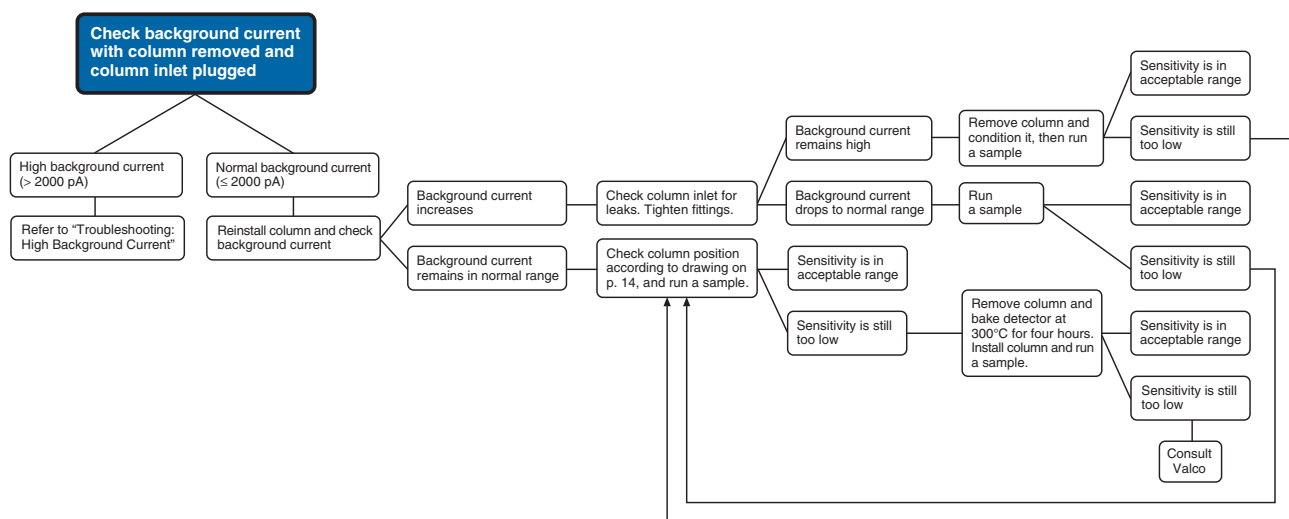 Check background current
with column removed and
column inlet plugged
High background current
(> 2000 pA)
Refer to “Troubleshooting:
High Background Current”
Normal background current
(≤ 2000 pA)
Reinstall column and check
background current
Background current
increases
Background current
remains in normal range
Check column inlet for
leaks. Tighten fittings.
Check column position
according to drawing on
p. 14, and run a sample.
Background current
remains high
Background current
drops to normal range
Sensitivity is in
acceptable range
Sensitivity is still
too low
Remove column and
condition it, then run
a sample
Run
a sample
Remove column and
bake detector at
300°C for four hours.
Install column and run
a sample.
Sensitivity is in
acceptable range
Sensitivity is still
too low
Sensitivity is in
acceptable range
Sensitivity is still
too low
Sensitivity is in
acceptable range
Sensitivity is still
too low
Consult
Valco